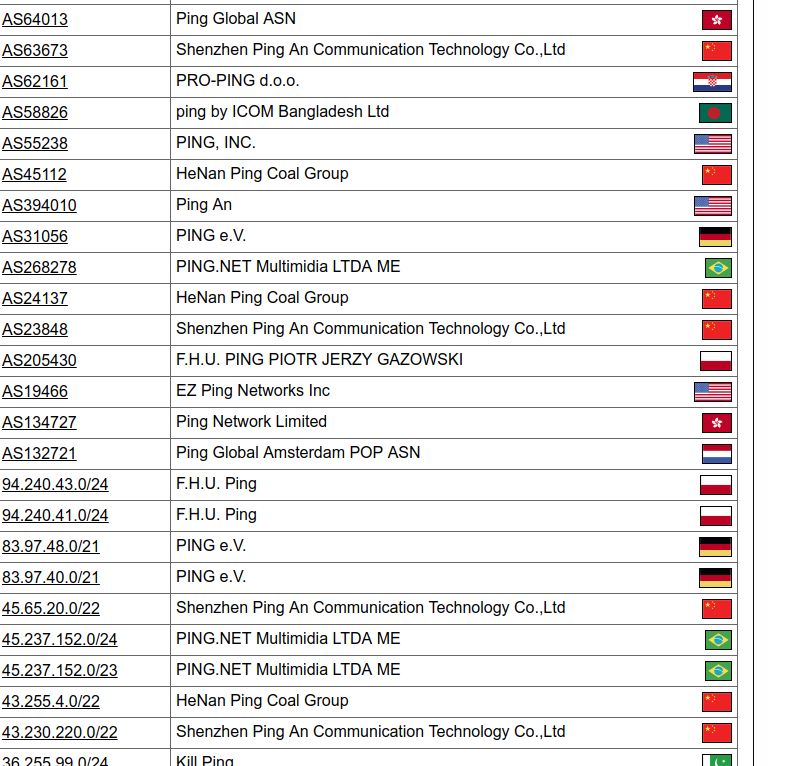 AS64013 Ping Global ASN
AS63673 Shenzhen Ping An Communication Technology Co.,Ltd
AS62161 PRO-PING d.o.o.
AS58826 ping by ICOM Bangladesh Ltd
AS55238 PING, INC.
AS45112 HeNan Ping Coal Group
AS394010 Ping An
AS31056 PING e.V.
AS268278 PING.NET Multimidia LTDA ME
AS24137 HeNan Ping Coal Group
AS23848 Shenzhen Ping An Communication Technology Co.,Ltd
AS205430 F.H.U. PING PIOTR JERZY GAZOWSKI
AS19466 EZ Ping Networks Inc
AS134727 Ping Network Limited
AS132721 Ping Global Amsterdam POP ASN
94.240.43.0/24 F.H.U. Ping
94.240.41.0/24 F.H.U. Ping
83.97.48.0/21 PING e.V.
83.97.40.0/21 PING e.V.
45.65.20.0/22 Shenzhen Ping An Communication Technology Co.,Ltd
45.237.152.0/24 PING.NET Multimidia LTDA ME
45.237.152.0/23 PING.NET Multimidia LTDA ME
43.255.4.0/22 HeNan Ping Coal Group
43.230.220.0/22 Shenzhen Ping An Communication Technology Co.,Ltd
36.255.99.0/24 Kill Ping